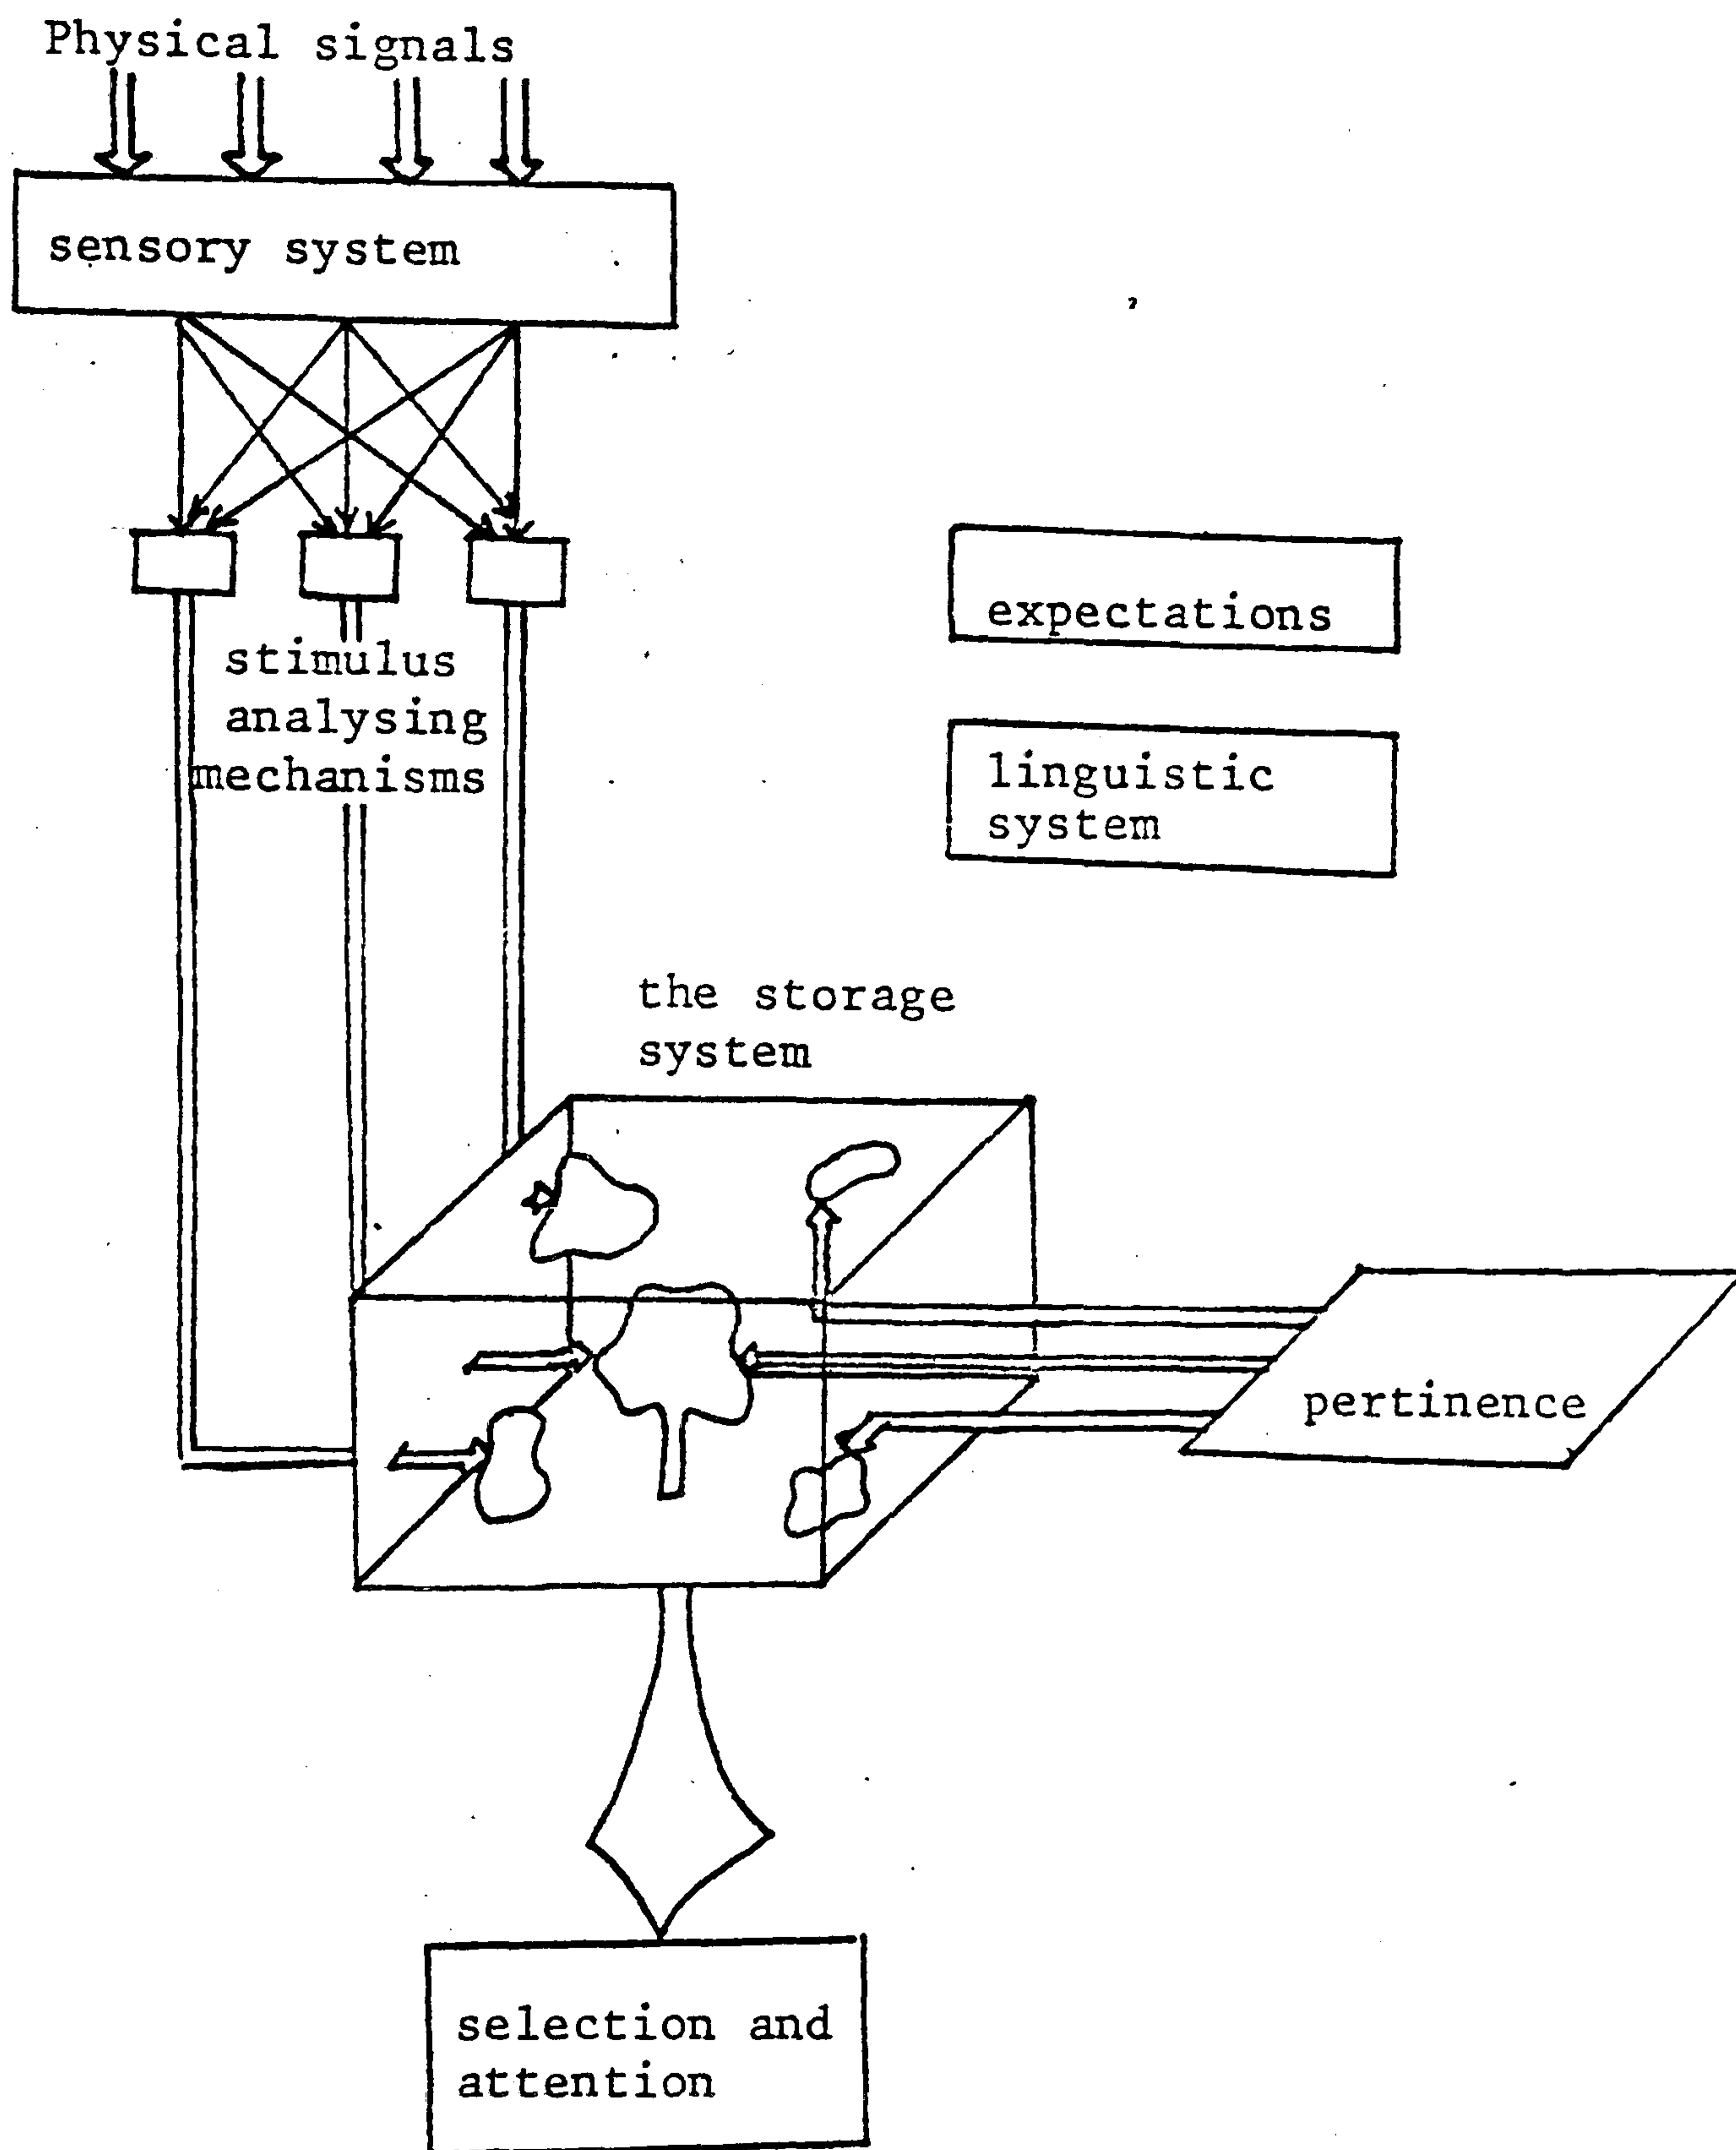 Physical signals
sensory system
stimulus
analysing
mechanisms
expectations
linguistic
system
the storage
system
pertinence
selection and
attention